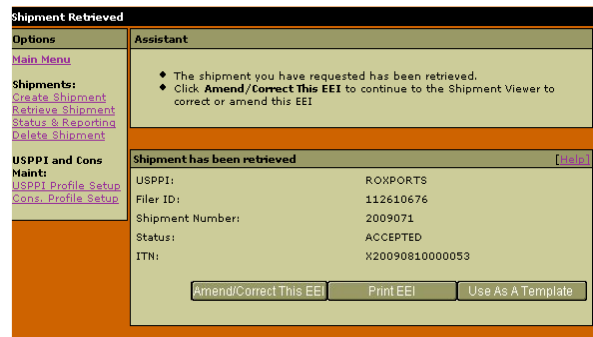 Shipment Retrieved
Options
Main Menu
Shipments:
Create Shipment
Retrieve Shipment
Status & Reporting
Delete Shipment
USPPI and Cons
Maint:
USPPI Profile Setup
Cons. Profile Setup
Assistant
The shipment you have requested has been retrieved.
Click Amend/Correct This EEI to continue to the Shipment Viewer to
correct or amend this EEI
Shipment has been retrieved [Help]
USPPI: ROXPORTS
Filer ID: 112610676
Shipment Number: 2009071
Status: ACCEPTED
ITN: X20090810000053
Amend/Correct This EEI Print EEI Use As A Template